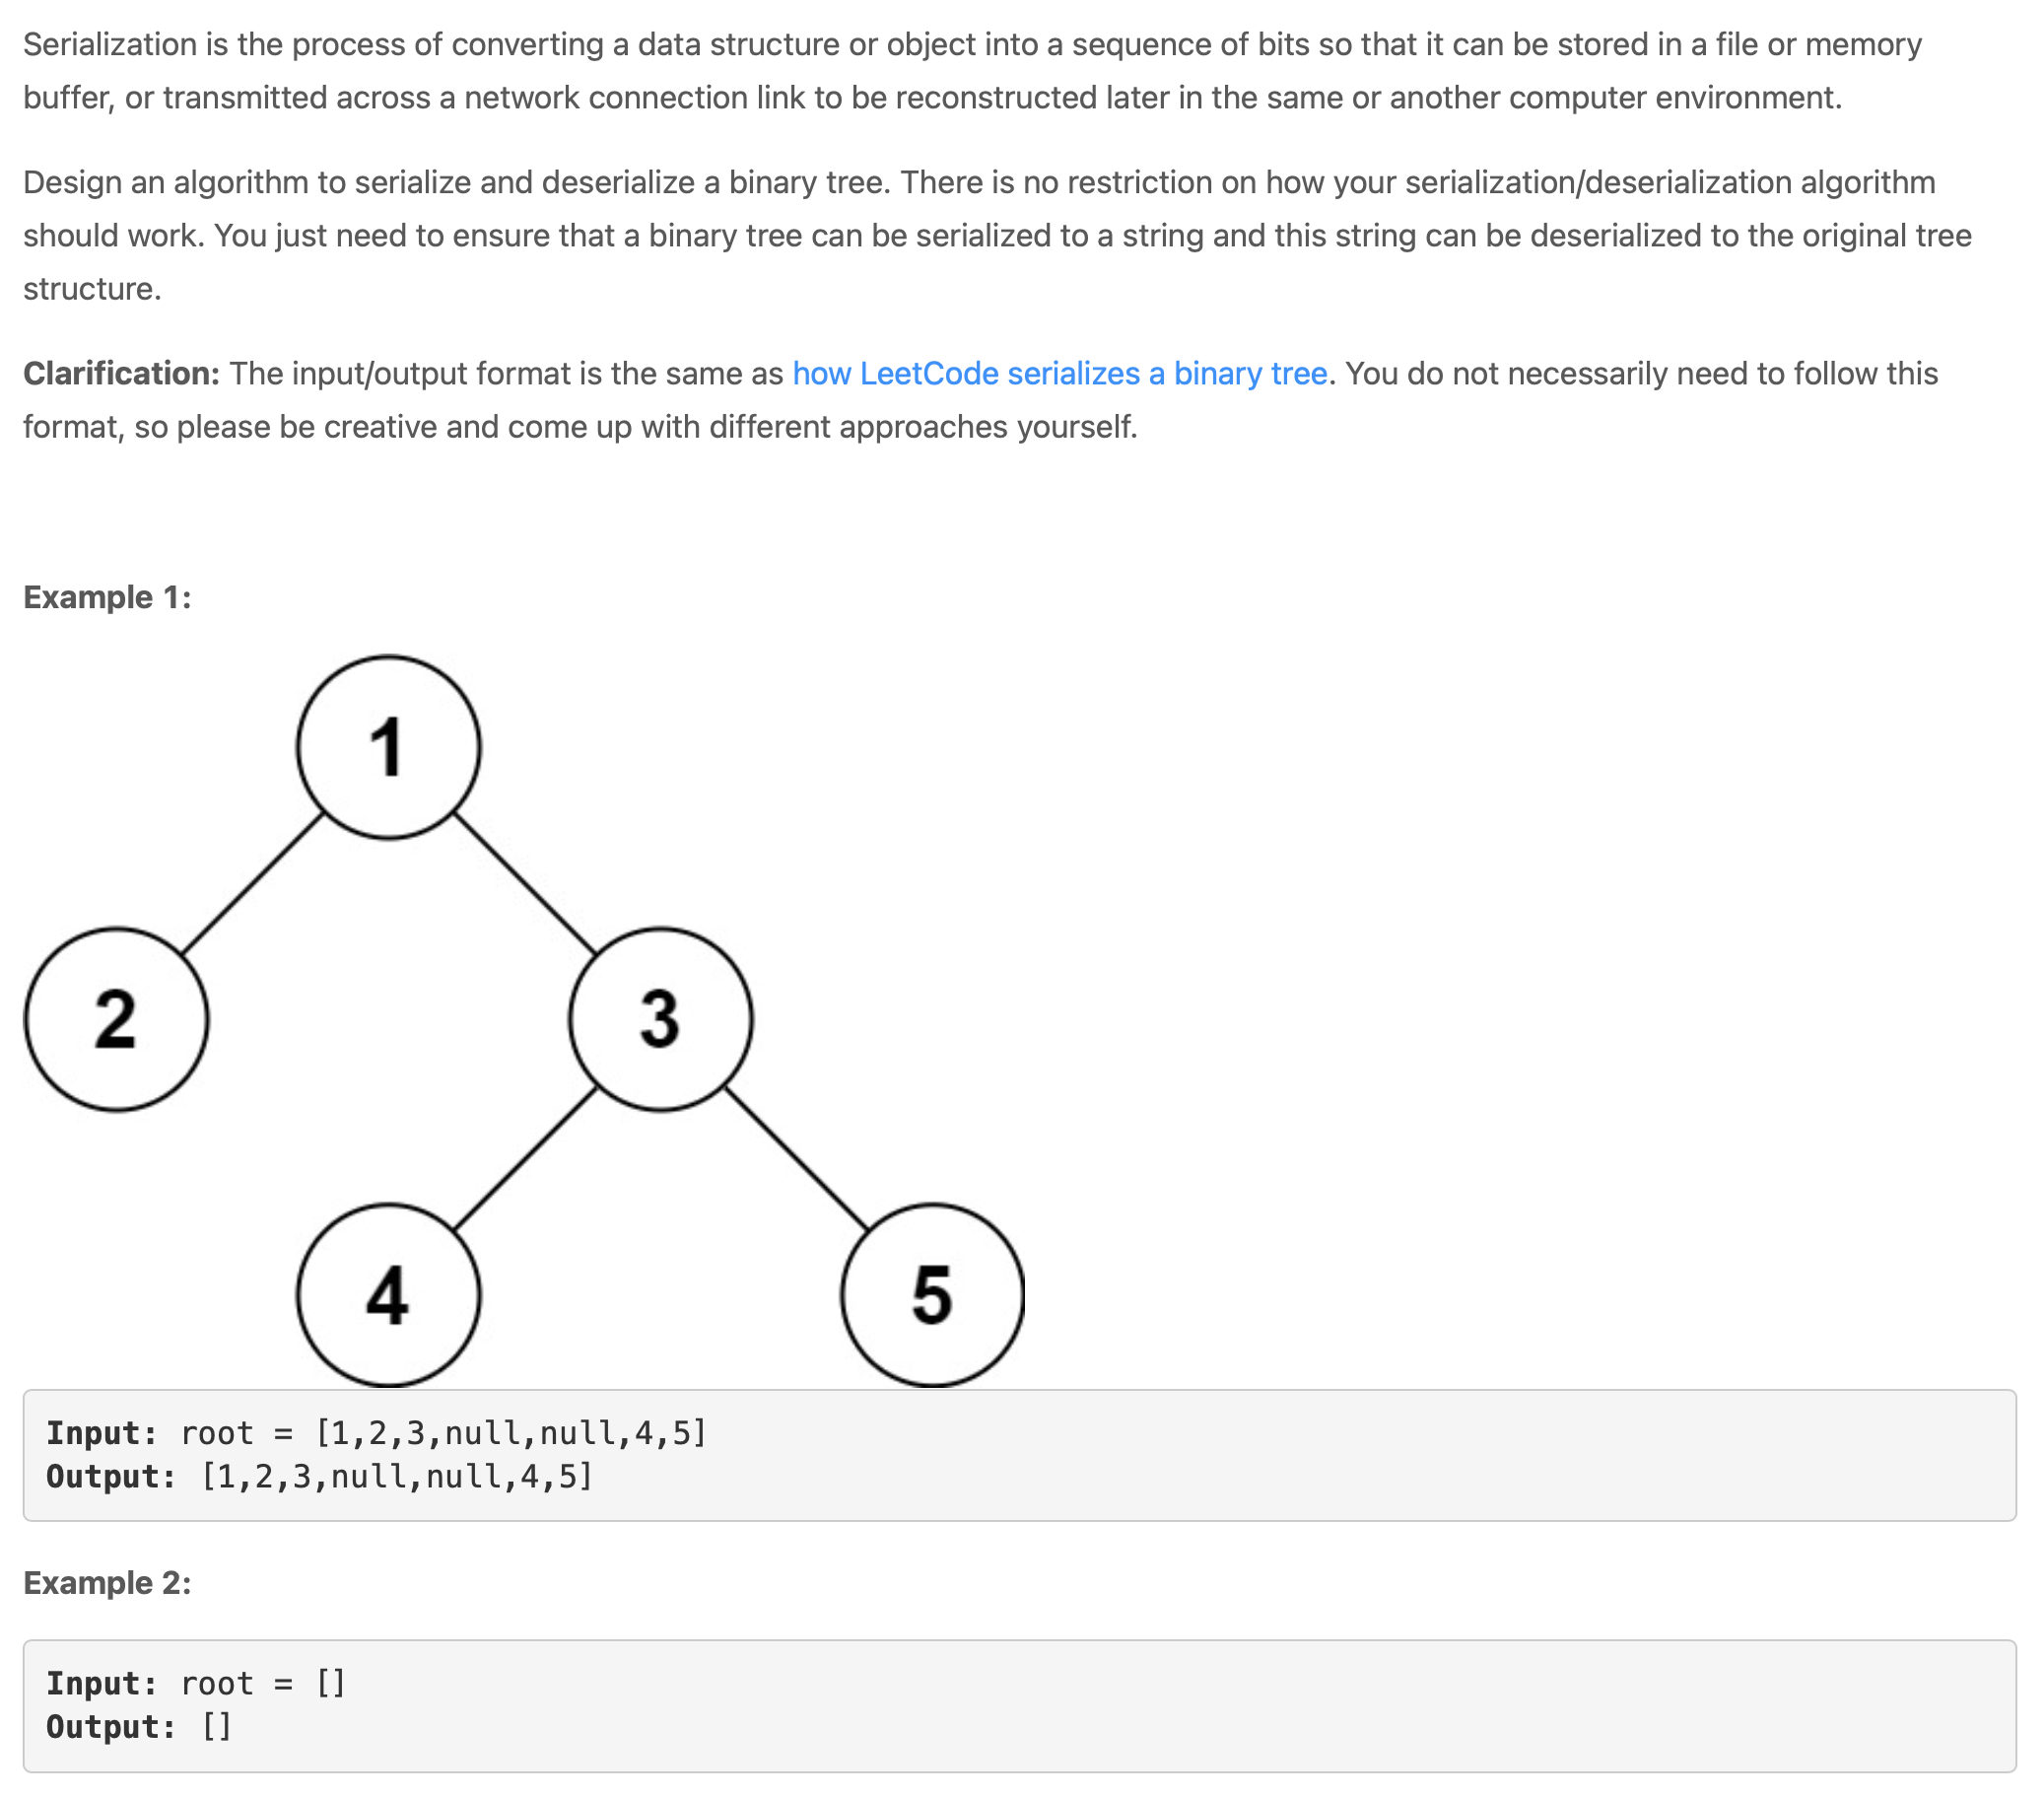 Serialization is the process of converting a data structure or object into a sequence of bits so that it can be stored in a file or memory
buffer, or transmitted across a network connection link to be reconstructed later in the same or another computer environment.
Design an algorithm to serialize and deserialize a binary tree. There is no restriction on how your serialization/deserialization algorithm
should work. You just need to ensure that a binary tree can be serialized to a string and this string can be deserialized to the original tree
structure.
Clarification: The input/output format is the same as how LeetCode serializes a binary tree. You do not necessarily need to follow this
format, so please be creative and come up with different approaches yourself.
Example 1:
1
2
3
4
5
Input: root = [1,2,3,null,null,4,5]
Output: [1,2,3,null,null,4,5]
Example 2:
Input: root = []
Output: []